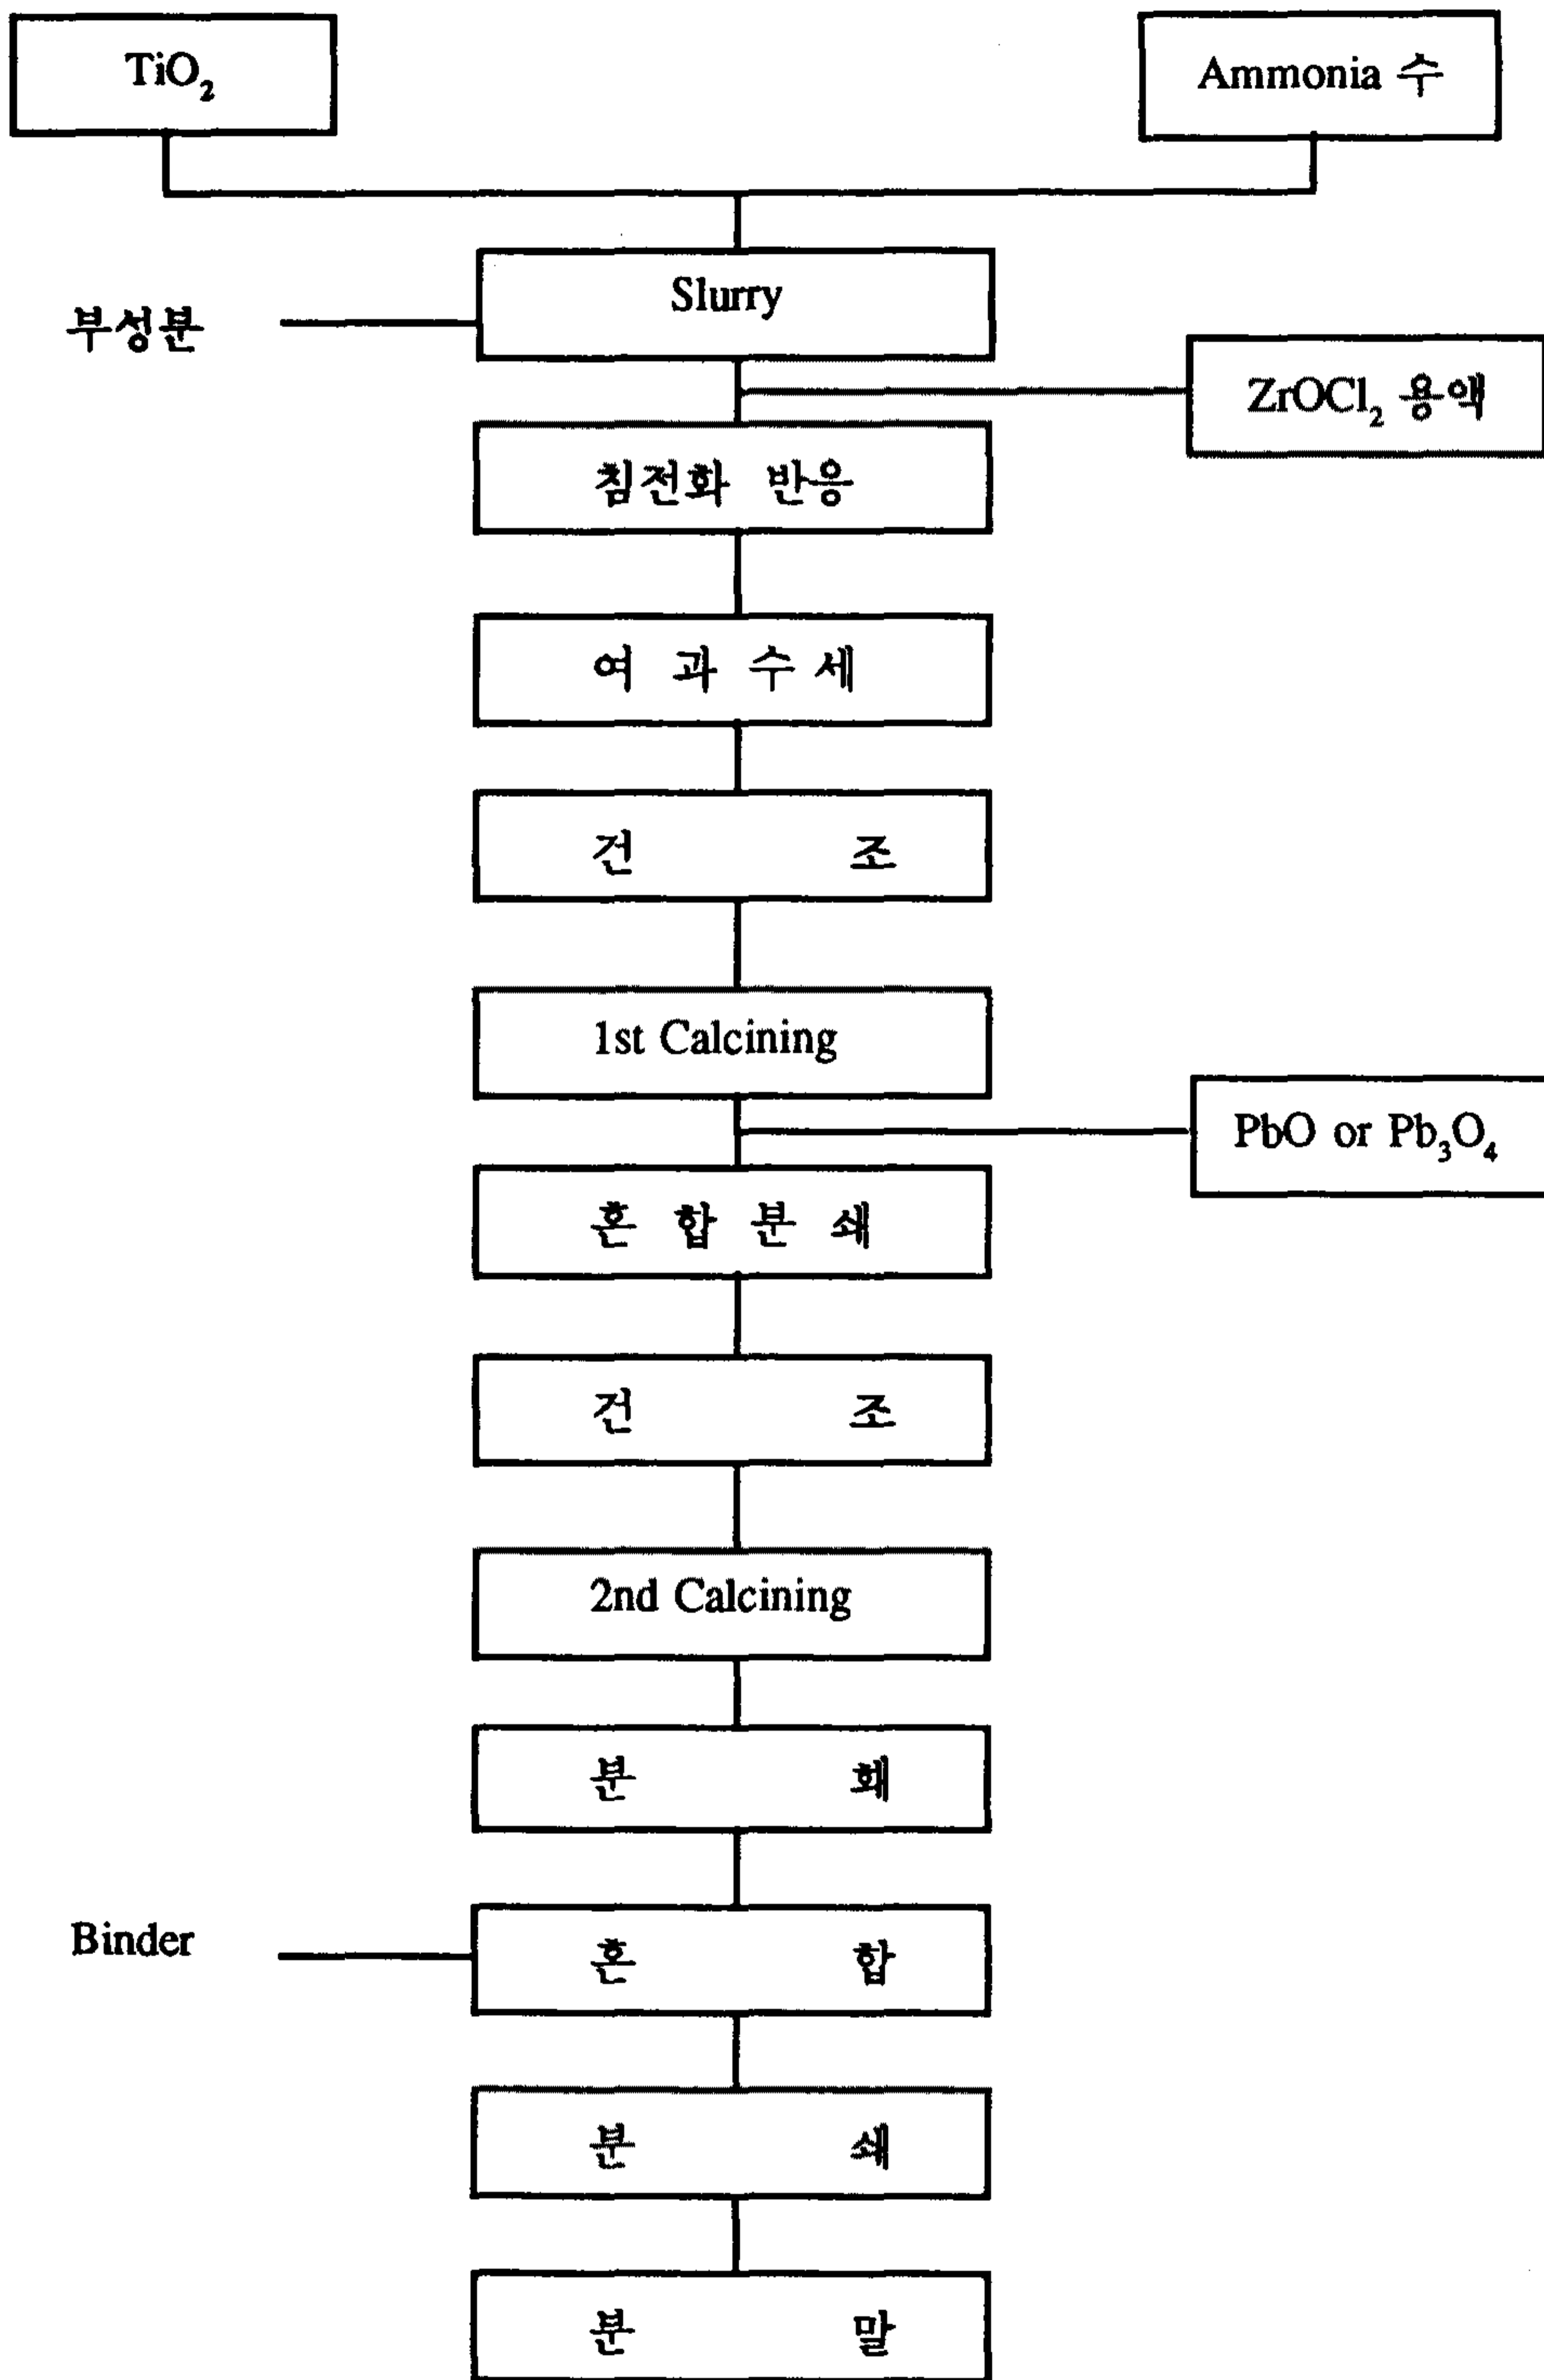 TiO₂
Ammonia 수
Slurry
부성분
ZrOCl₂ 용액
침전화 반응
여 과 수 세
건 조
1st Calcining
PbO or Pb₃O₄
혼 합 분 쇄
건 조
2nd Calcining
분 홰
Binder
혼 합
분 쇄
분 말